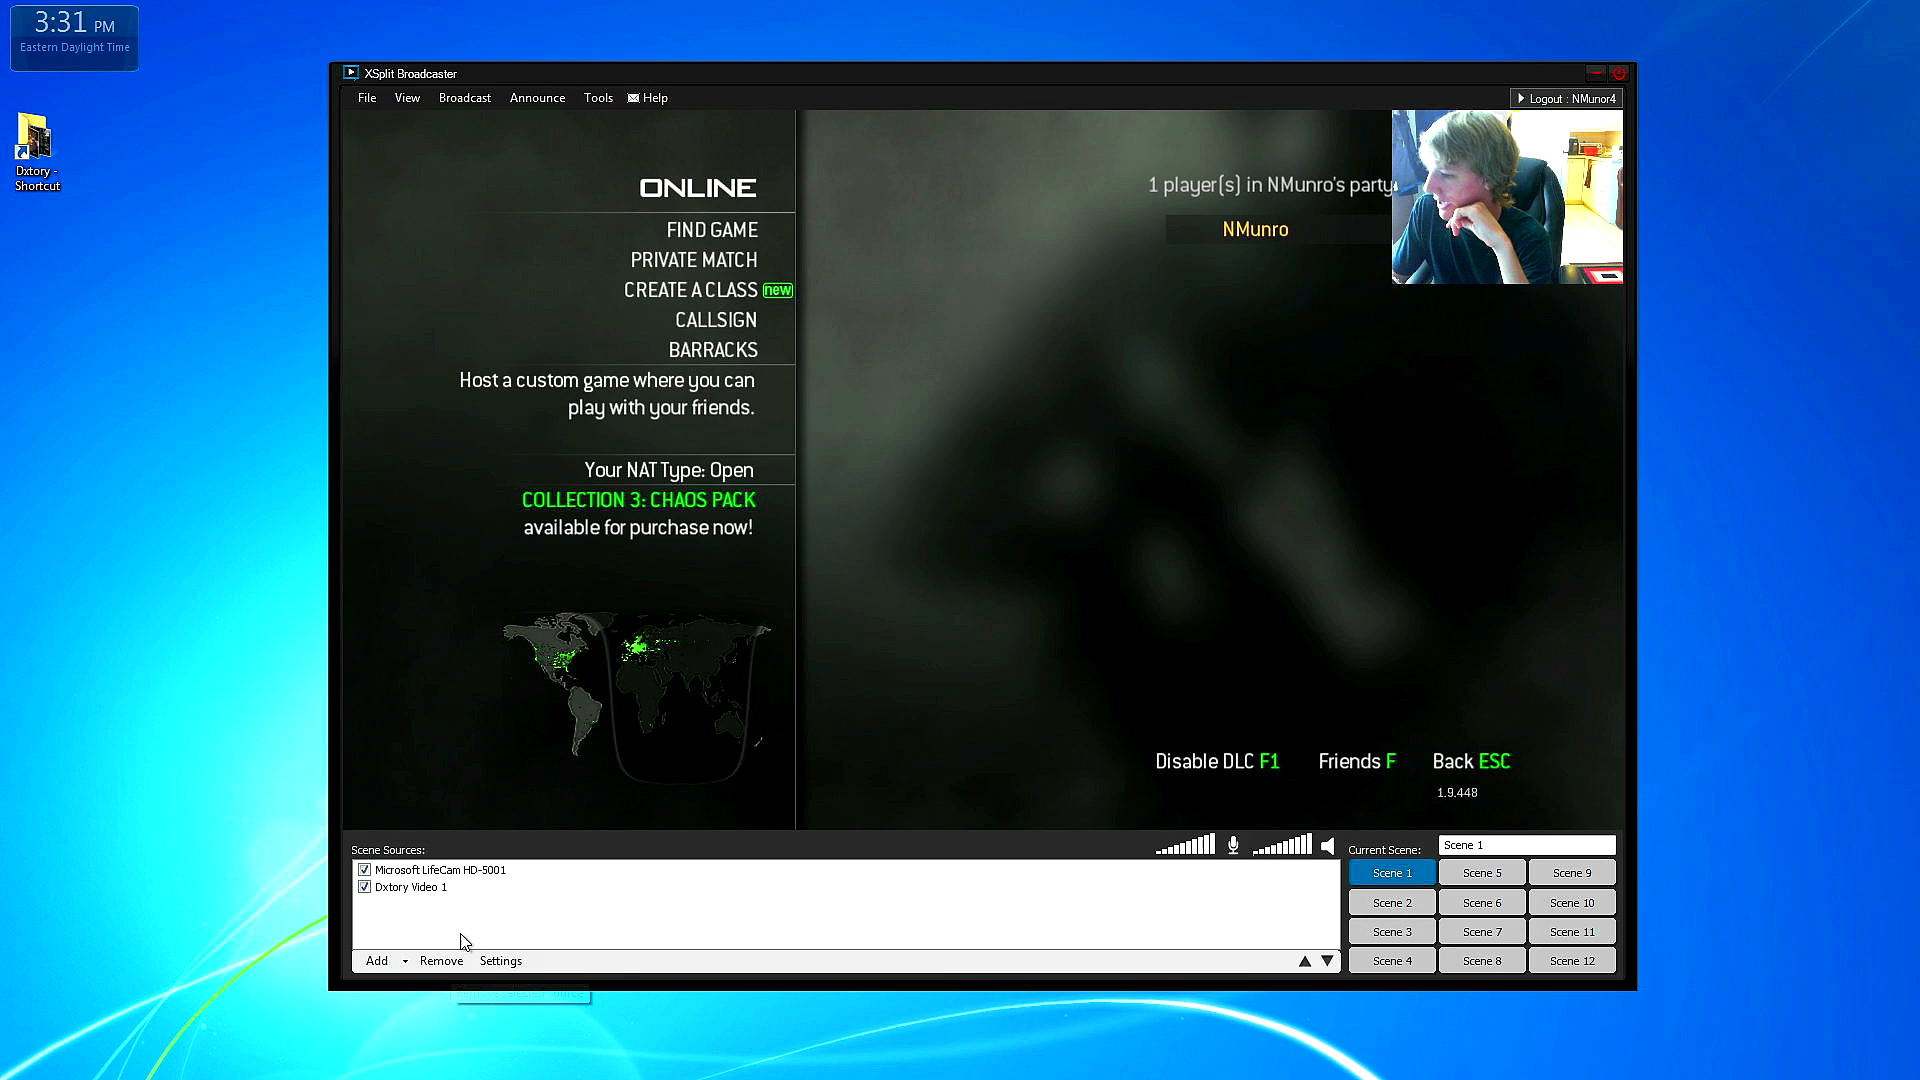 3:31 PM
Eastern Daylight Time
Dxtory -
Shortcut
XSplit Broadcaster
File View Broadcast Announce Tools Help
Logout : NMunor4
ONLINE
FIND GAME
PRIVATE MATCH
CREATE A CLASS new
CALLSIGN
BARRACKS
Host a custom game where you can
play with your friends.
Your NAT Type: Open
COLLECTION 3: CHAOS PACK
available for purchase now!
1 player(s) in NMunro's party
NMunro
Disable DLC F1 Friends F Back ESC
1.9.448
Scene Sources:
Microsoft LifeCam HD-5001
Dxtory Video 1
Add Remove Settings
Current Scene: Scene 1
Scene 1 Scene 5 Scene 9
Scene 2 Scene 6 Scene 10
Scene 3 Scene 7 Scene 11
Scene 4 Scene 8 Scene 12